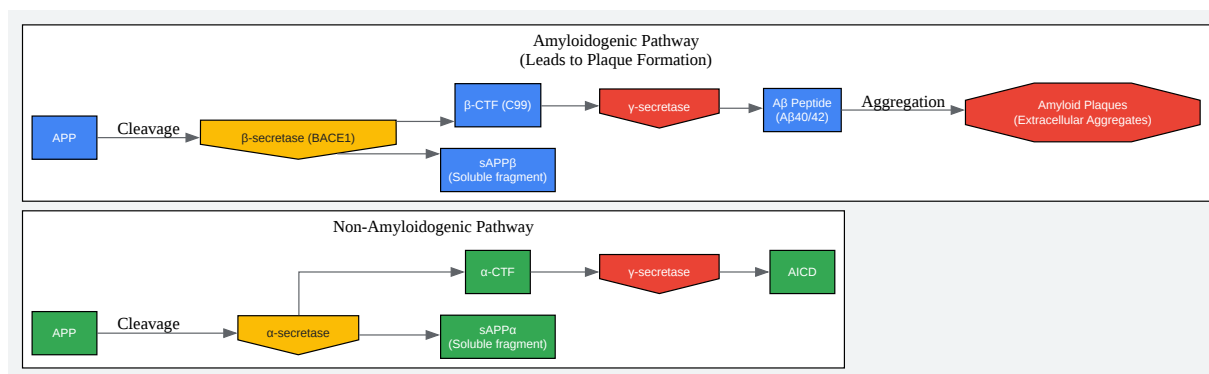 Amyloidogenic Pathway
(Leads to Plaque Formation)
APP
Cleavage
β-secretase (BACE1)
β-CTF (C99)
sAPPβ
(Soluble fragment)
γ-secretase
Aβ Peptide
(Aβ40/42)
Aggregation
Amyloid Plaques
(Extracellular Aggregates)
Non-Amyloidogenic Pathway
APP
Cleavage
α-secretase
α-CTF
sAPPα
(Soluble fragment)
γ-secretase
AICD